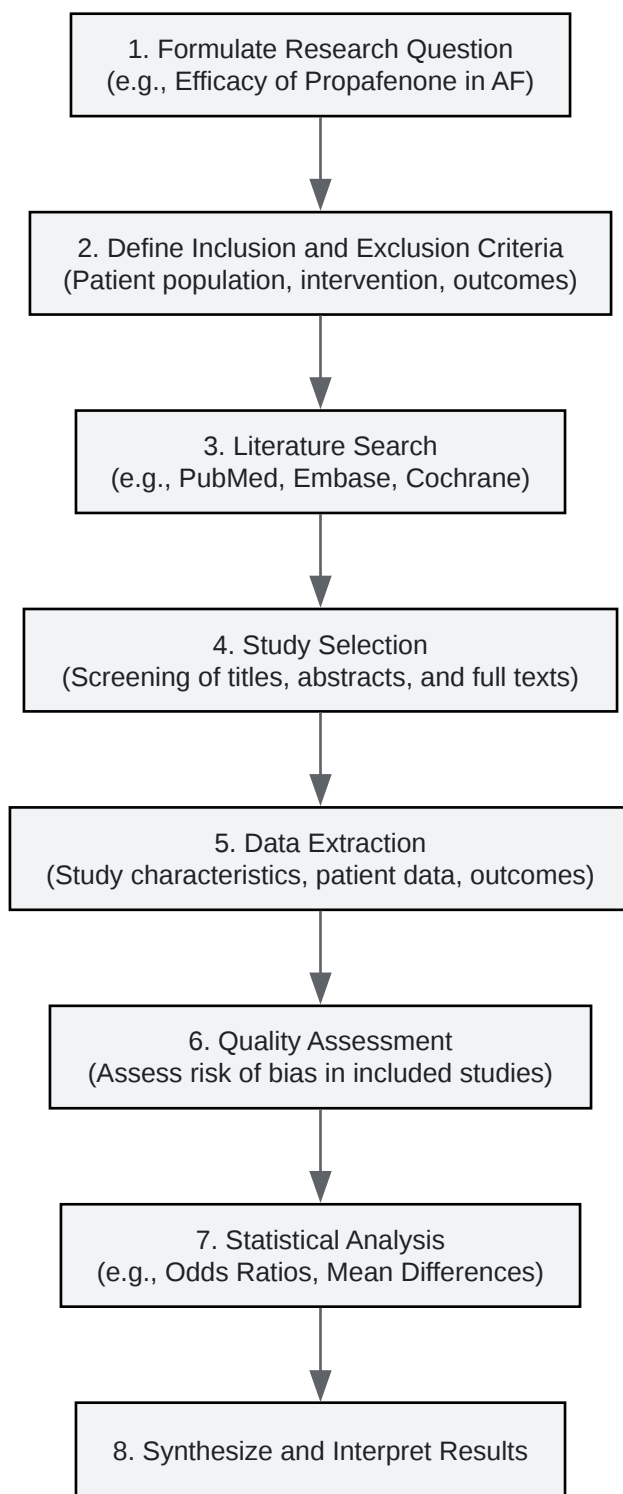 1. Formulate Research Question
(e.g., Efficacy of Propafenone in AF)
2. Define Inclusion and Exclusion Criteria
(Patient population, intervention, outcomes)
3. Literature Search
(e.g., PubMed, Embase, Cochrane)
4. Study Selection
(Screening of titles, abstracts, and full texts)
5. Data Extraction
(Study characteristics, patient data, outcomes)
6. Quality Assessment
(Assess risk of bias in included studies)
7. Statistical Analysis
(e.g., Odds Ratios, Mean Differences)
8. Synthesize and Interpret Results